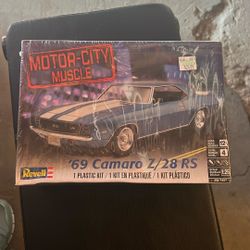 MOTOR-CITY
MUSCLE
'69 Camaro Z/28 RS
1 PLASTIC KIT / 1 KIT EN PLASTIQUE / 1 KIT PLÁSTICO
Revell